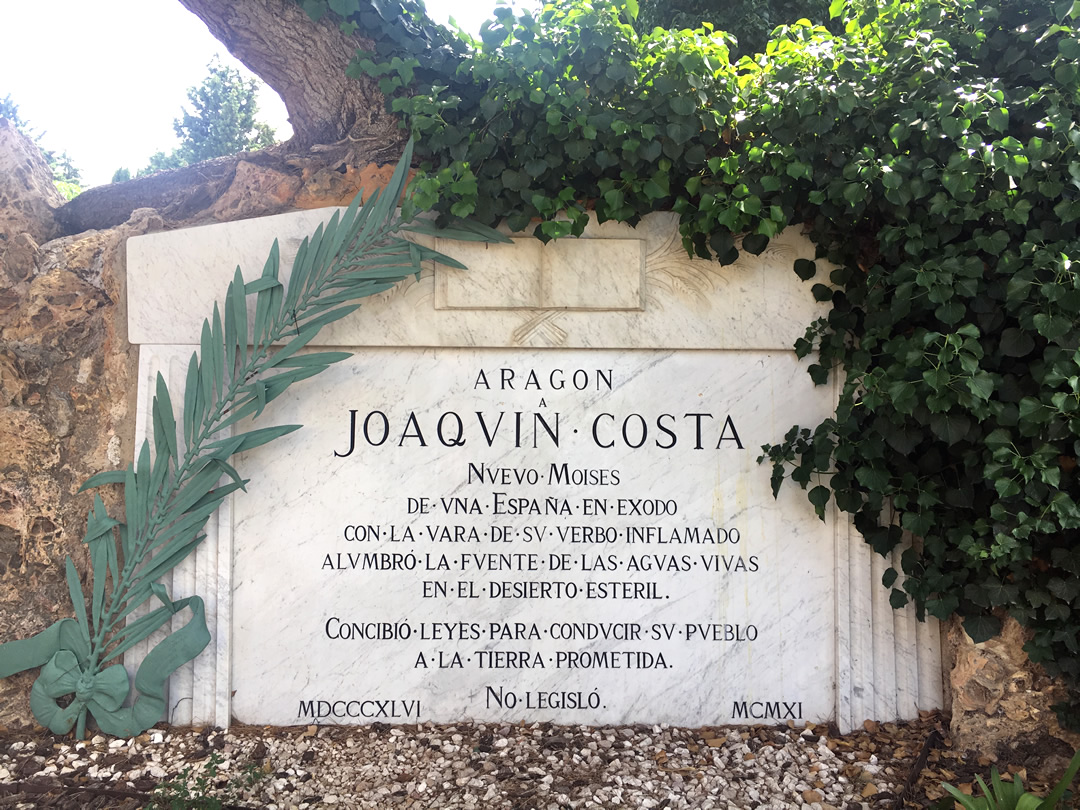 ARAGON
A
JOAQVIN · COSTA
NVEVO · MOISES
DE · VNA · ESPAÑA · EN · EXODO
CON · LA · VARA · DE · SV · VERBO · INFLAMADO
ALVMBRÓ · LA · FVENTE · DE · LAS · AGVAS · VIVAS
EN · EL · DESIERTO · ESTERIL.
CONCIBIÓ · LEYES · PARA · CONDVCIR · SV · PVEBLO
A · LA · TIERRA · PROMETIDA.
NO · LEGISLÓ.
MDCCCXLVI MCMXI